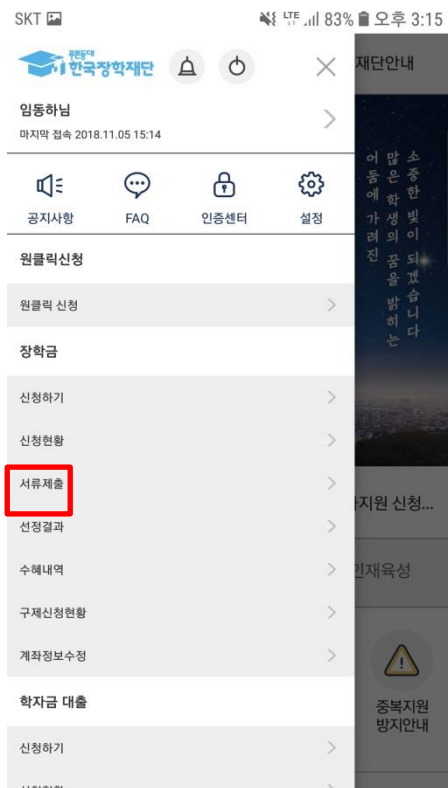 SKT LTE 83% 오후 3:15
푸른등대
한국장학재단
재단안내
임동하님
마지막 접속 2018.11.05 15:14
공지사항 FAQ 인증센터 설정
원클릭신청
원클릭 신청
장학금
신청하기
신청현황
서류제출
선정결과
수혜내역
구제신청현황
계좌정보수정
학자금 대출
신청하기
소중한 빛이 되겠습니다
많은 학생의 꿈을 밝히는
어둠에 가려진
지원 신청...
인재육성
중복지원
방지안내